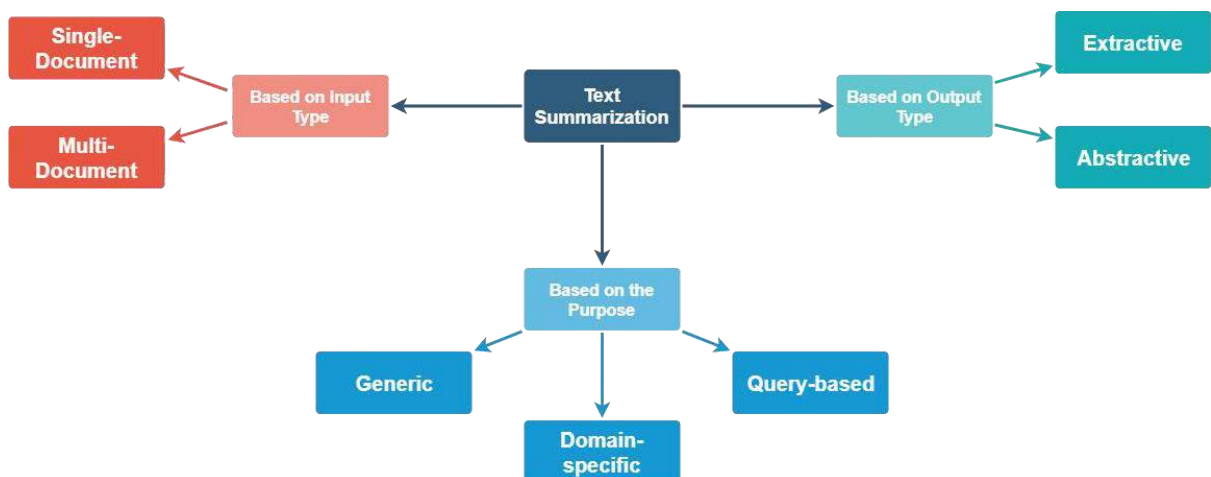 Single-
Document
Based on Input
Type
Multi-
Document
Text
Summarization
Based on Output
Type
Extractive
Abstractive
Based on the
Purpose
Generic
Query-based
Domain-
specific